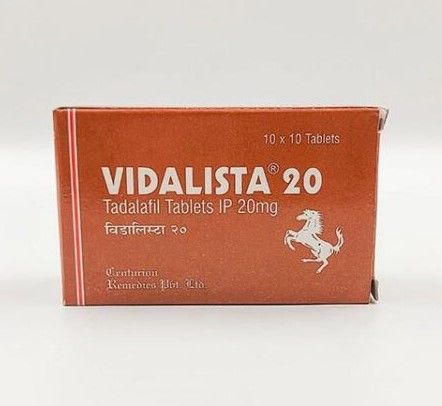 10 x 10 Tablets
VIDALISTA® 20
Tadalafil Tablets IP 20mg
विडालिस्टा २०
Centurion
Remedies Pvt. Ltd.